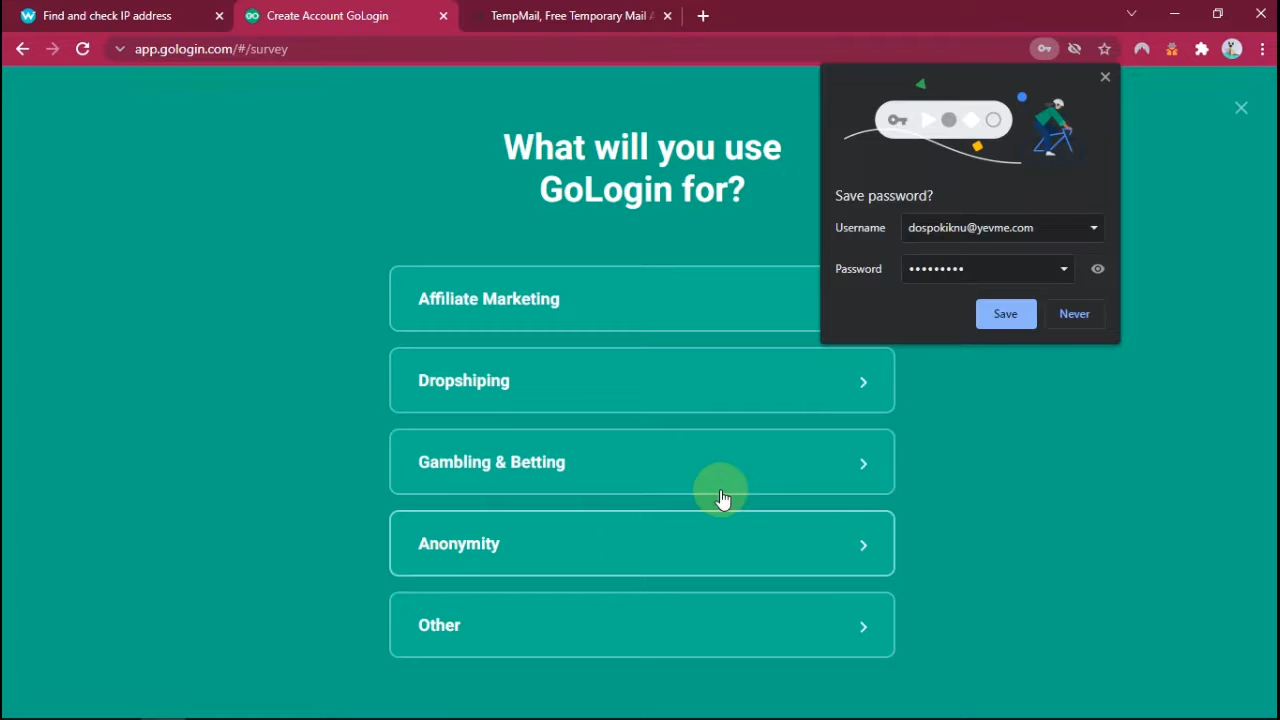 Find and check IP address
Create Account GoLogin
TempMail, Free Temporary Mail
app.gologin.com/#/survey
What will you use
GoLogin for?
Save password?
Username
dospokiknu@yevme.com
Password
•••••••••
Save
Never
Affiliate Marketing
Dropshiping
Gambling & Betting
Anonymity
Other